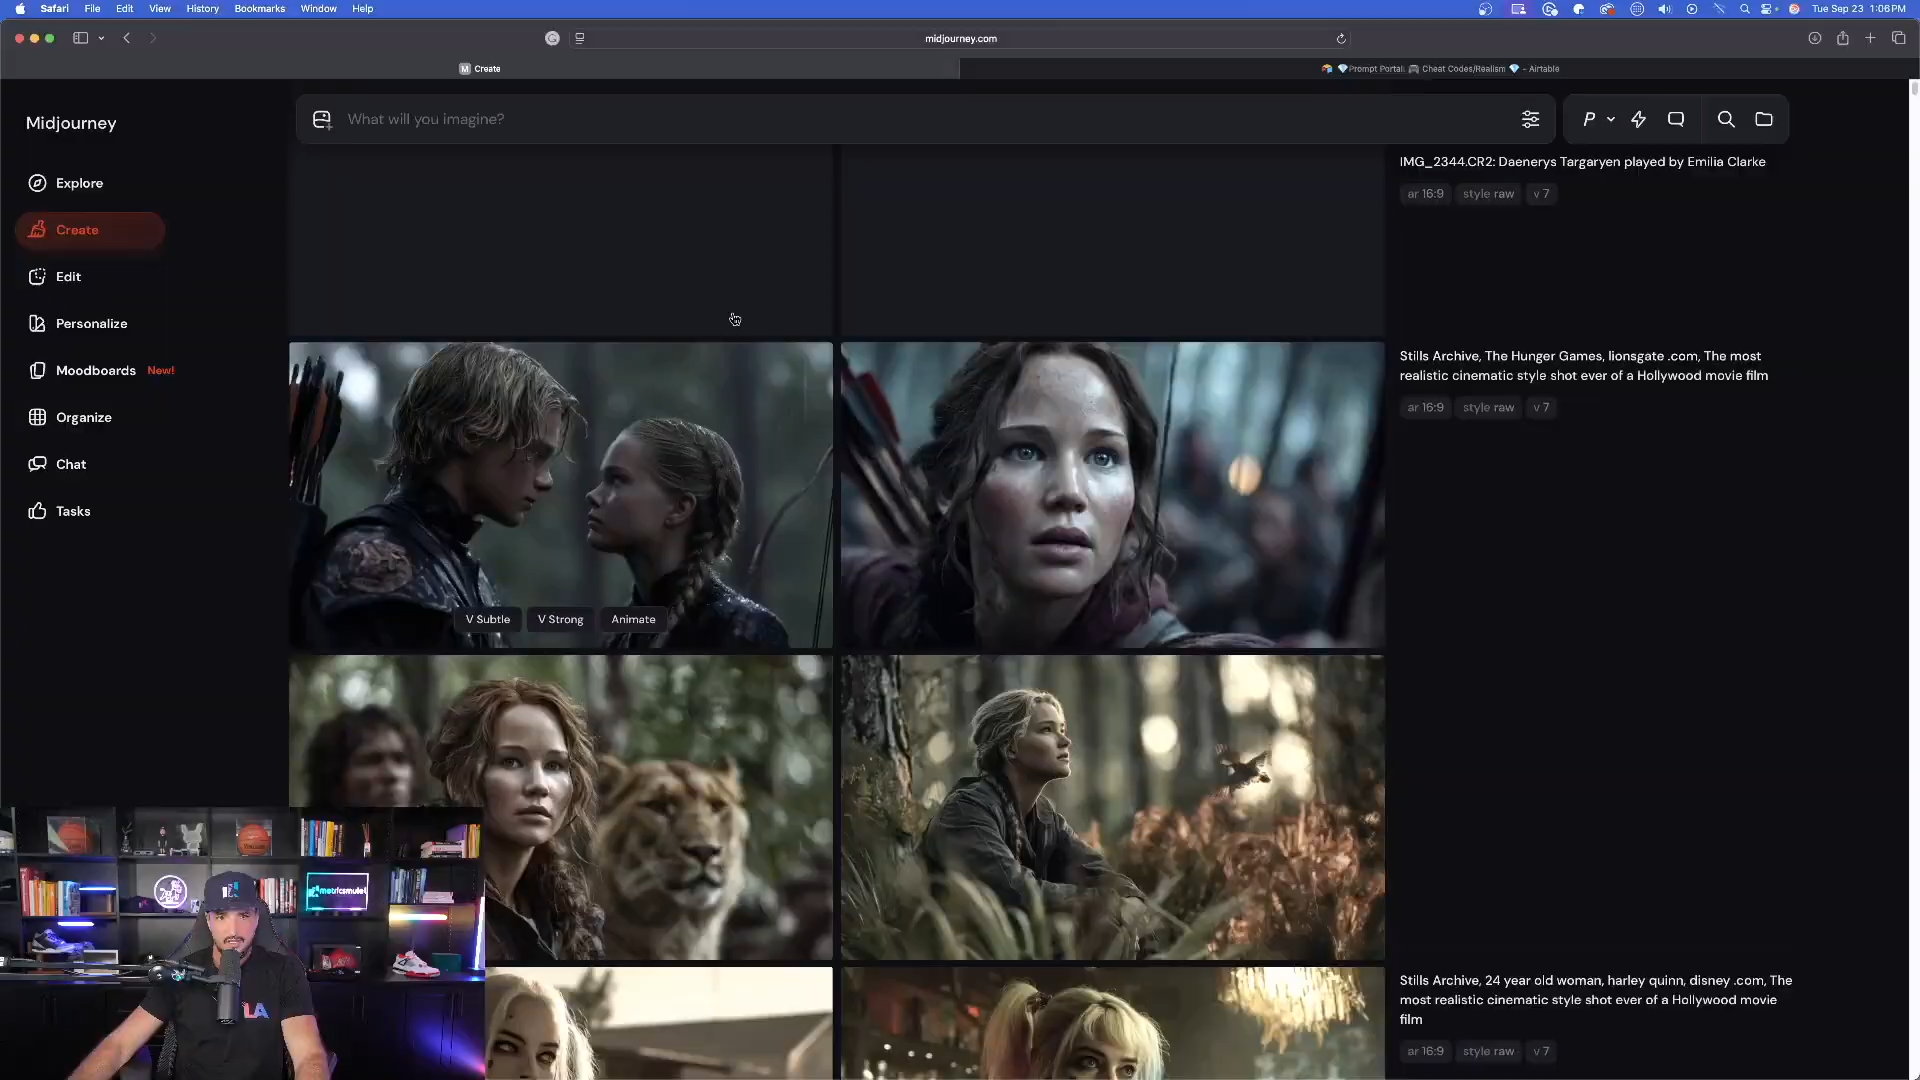 Safari File Edit View History Bookmarks Window Help
Tue Sep 23 1:06 PM
midjourney.com
M Create
Prompt Portal: Cheat Codes/Realism - Airtable
Midjourney
What will you imagine?
P
Explore
Create
Edit
Personalize
Moodboards New!
Organize
Chat
Tasks
IMG_2344.CR2: Daenerys Targaryen played by Emilia Clarke
ar 16:9 style raw v 7
Stills Archive, The Hunger Games, lionsgate .com, The most
realistic cinematic style shot ever of a Hollywood movie film
ar 16:9 style raw v 7
V Subtle V Strong Animate
Stills Archive, 24 year old woman, harley quinn, disney .com, The
most realistic cinematic style shot ever of a Hollywood movie
film
ar 16:9 style raw v 7
metricsmule
LA